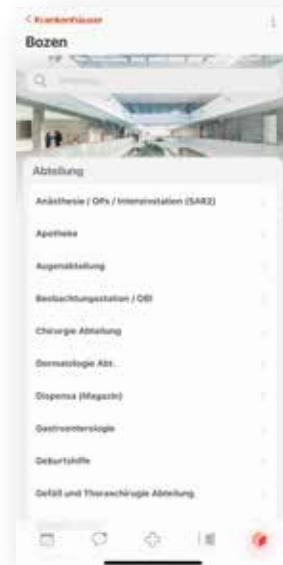 < Krankenhäuser
Bozen
Abteilung
Anästhesie / OPs / Intensivstation (SAR2)
Apotheke
Augenabteilung
Beobachtungsstation / OBI
Chirurgie Abteilung
Dermatologie Abt.
Dispensa (Magazin)
Gastroenterologie
Geburtshilfe
Gefäß und Thoraxchirugie Abteilung